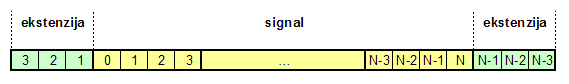 ekstenzija signal ekstenzija
3 2 1 0 1 2 3 ... N-3 N-2 N-1 N N-1 N-2 N-3